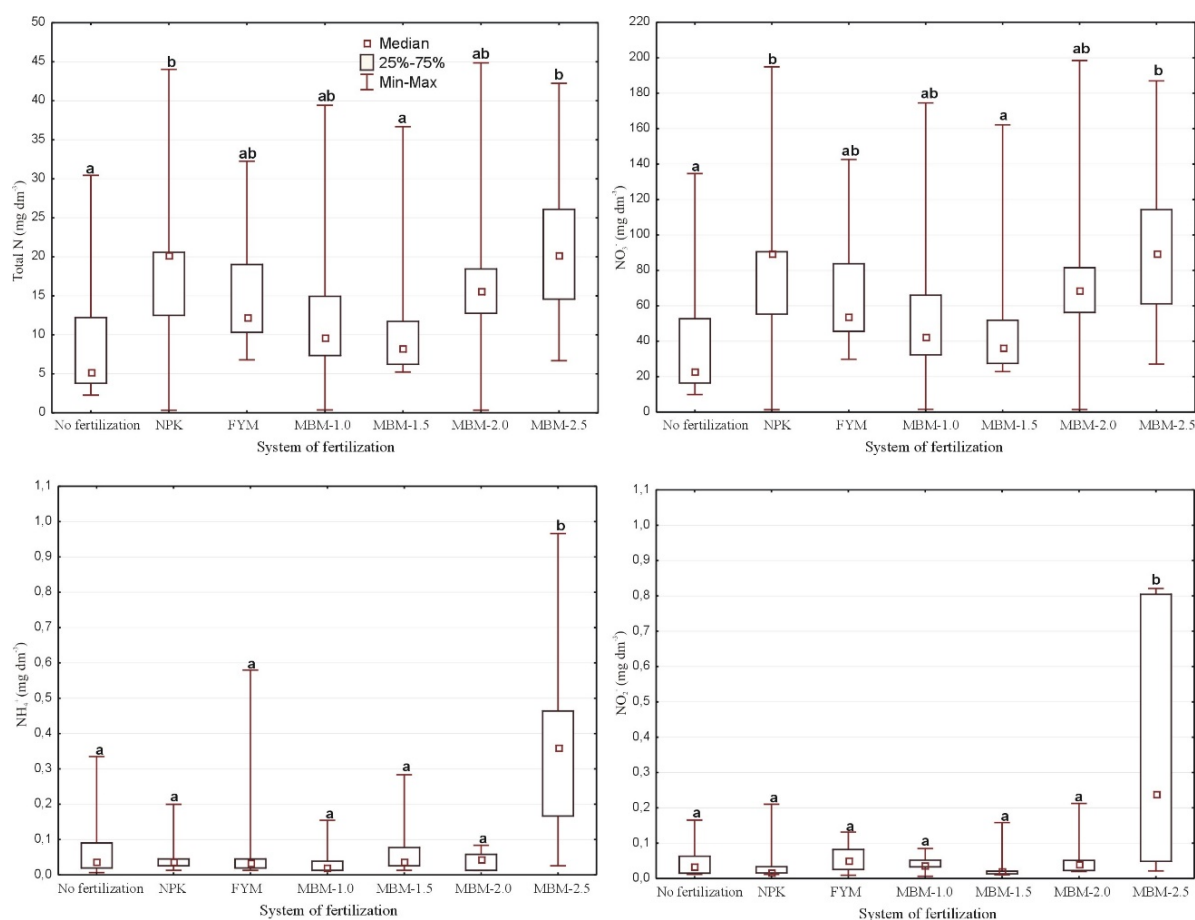 50
45
40
35
30
25
20
15
10
5
0
Total N (mg dm⁻³)
Median
25%-75%
Min-Max
a
b
ab
ab
a
ab
b
No fertilization NPK FYM MBM-1.0 MBM-1.5 MBM-2.0 MBM-2.5
System of fertilization
220
200
180
160
140
120
100
80
60
40
20
0
NO₃⁻ (mg dm⁻³)
a
b
ab
ab
a
ab
b
No fertilization NPK FYM MBM-1.0 MBM-1.5 MBM-2.0 MBM-2.5
System of fertilization
1,1
1,0
0,9
0,8
0,7
0,6
0,5
0,4
0,3
0,2
0,1
0,0
NH₄⁺ (mg dm⁻³)
a
a
a
a
a
a
b
No fertilization NPK FYM MBM-1.0 MBM-1.5 MBM-2.0 MBM-2.5
System of fertilization
1,1
1,0
0,9
0,8
0,7
0,6
0,5
0,4
0,3
0,2
0,1
0,0
NO₂⁻ (mg dm⁻³)
a
a
a
a
a
a
b
No fertilization NPK FYM MBM-1.0 MBM-1.5 MBM-2.0 MBM-2.5
System of fertilization